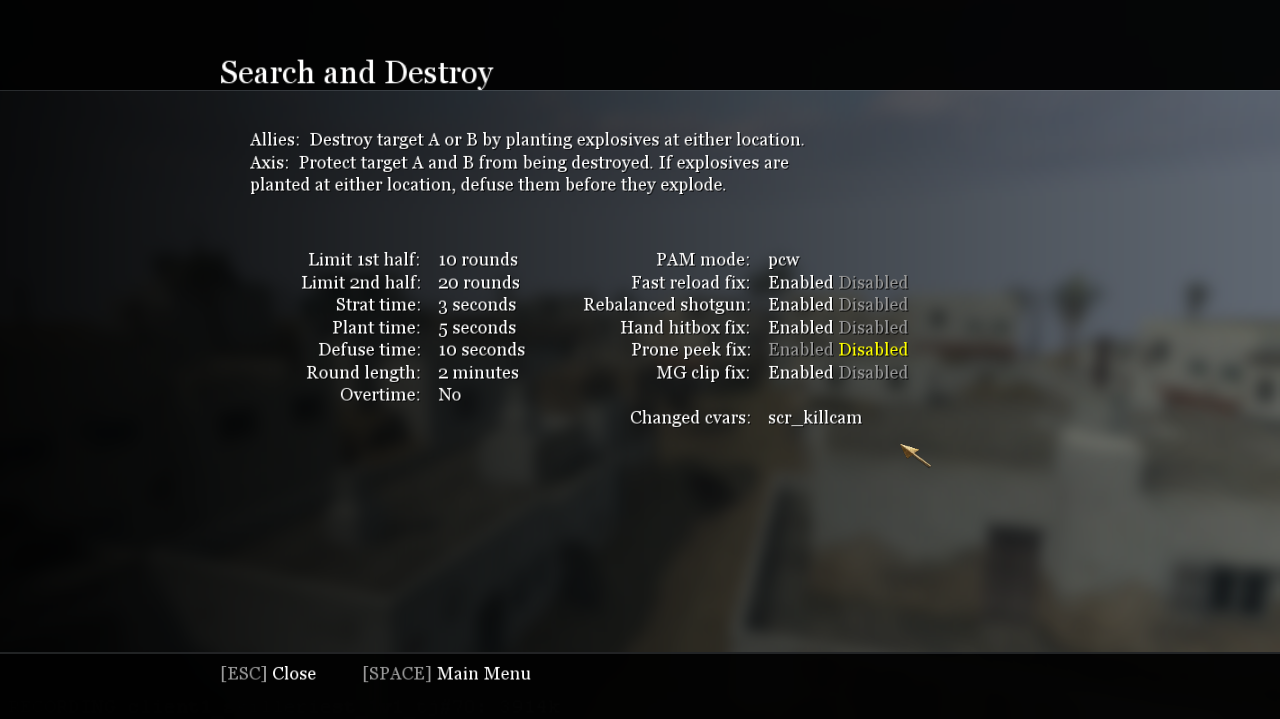 Search and Destroy
Allies:  Destroy target A or B by planting explosives at either location.
Axis:  Protect target A and B from being destroyed. If explosives are
planted at either location, defuse them before they explode.
Limit 1st half: 10 rounds
Limit 2nd half: 20 rounds
Strat time: 3 seconds
Plant time: 5 seconds
Defuse time: 10 seconds
Round length: 2 minutes
Overtime: No
PAM mode: pcw
Fast reload fix: Enabled Disabled
Rebalanced shotgun: Enabled Disabled
Hand hitbox fix: Enabled Disabled
Prone peek fix: Enabled Disabled
MG clip fix: Enabled Disabled
Changed cvars: scr_killcam
[ESC] Close [SPACE] Main Menu